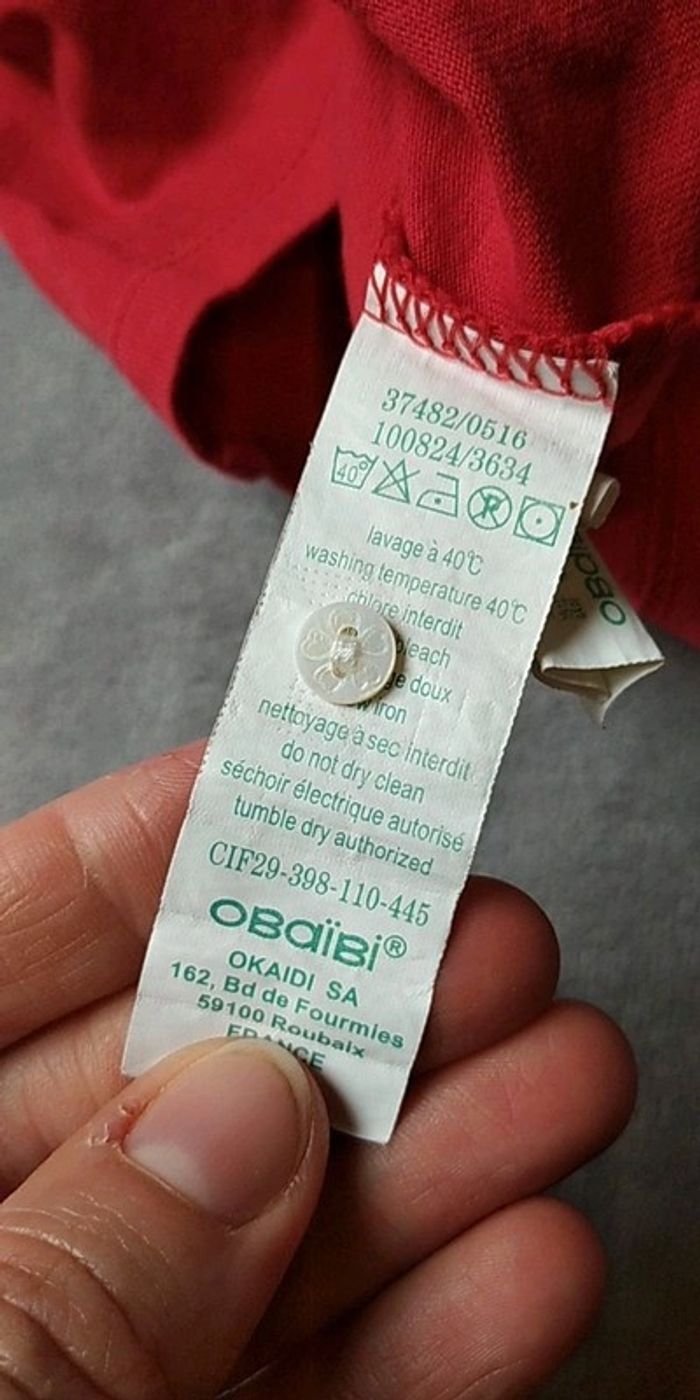 37482/0516
100824/3634
40°
lavage à 40°C
washing temperature 40°C
chlore interdit
doux
iron
nettoyage à sec interdit
do not dry clean
séchoir électrique autorisé
tumble dry authorized
CIF29-398-110-445
OBaïBi®
OKAIDI SA
162, Bd de Fourmies
59100 Roubaix
FRANCE